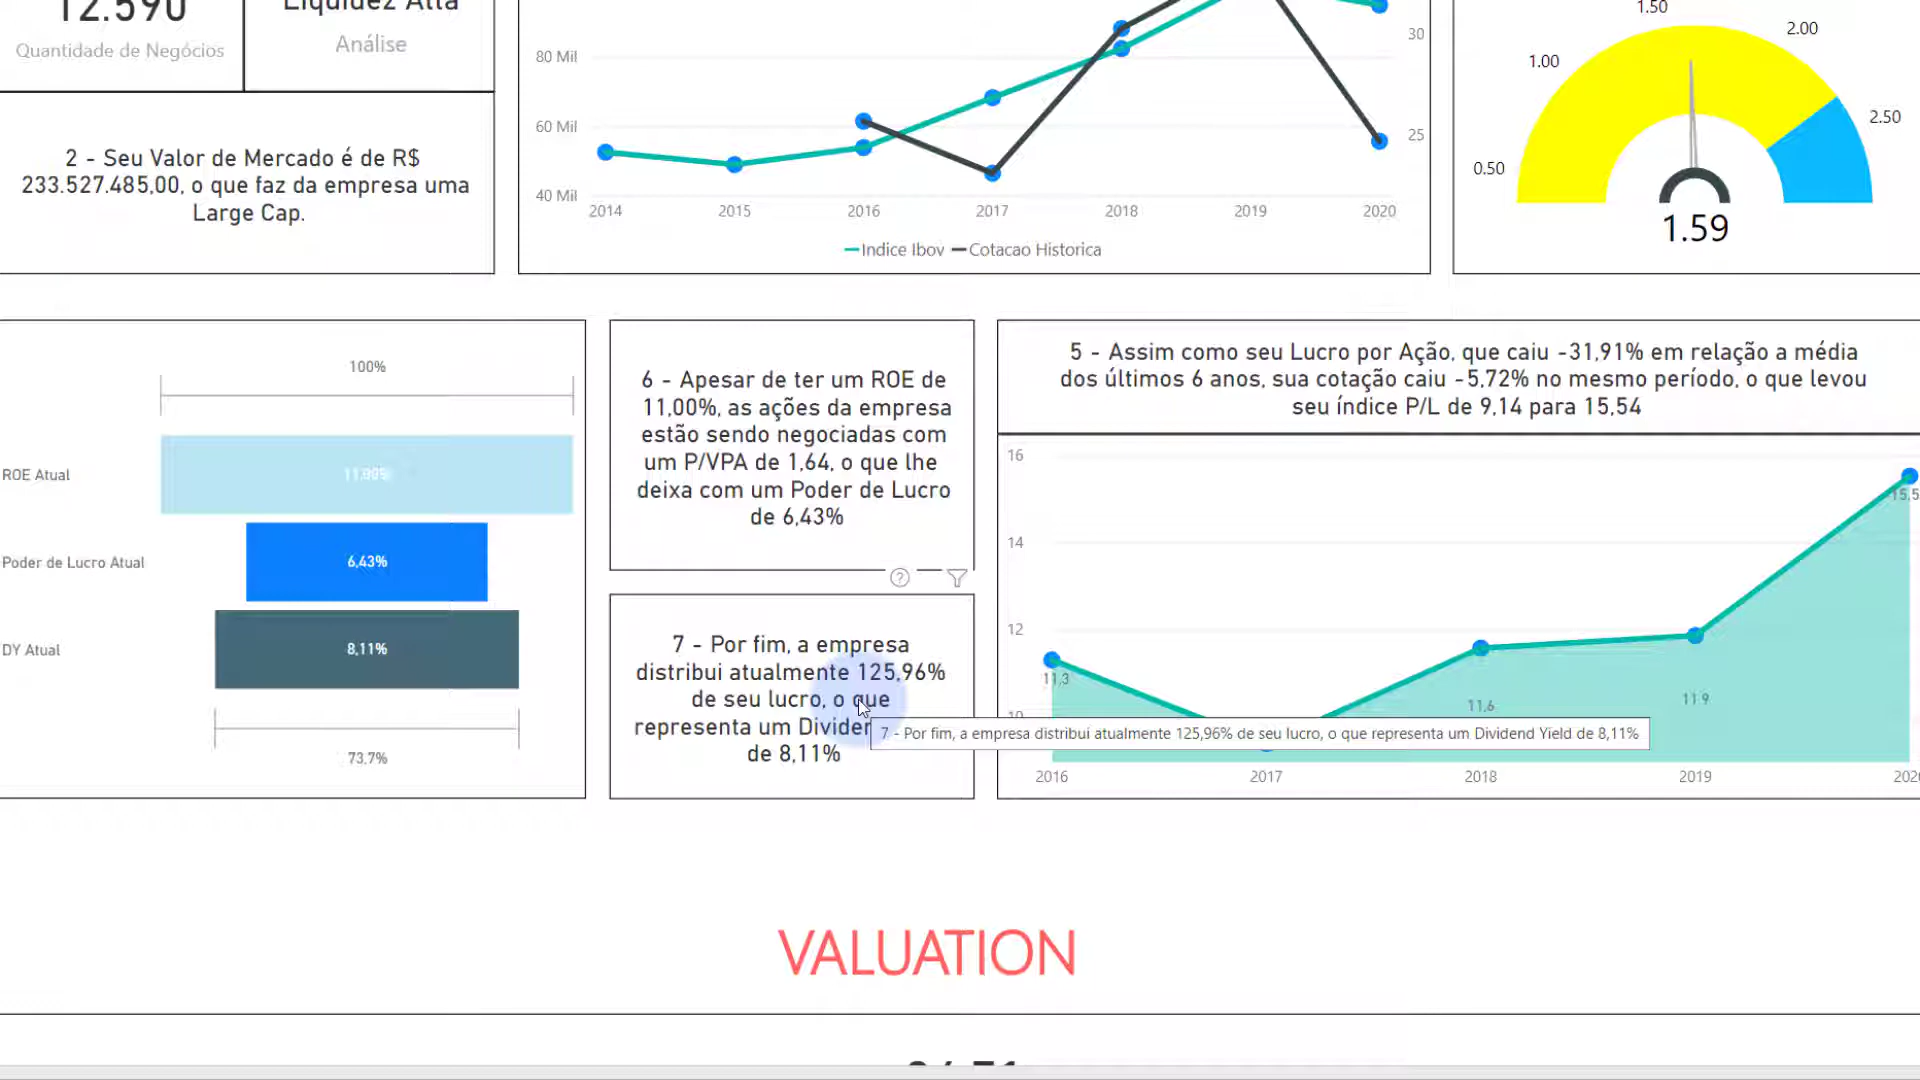 12.590
Quantidade de Negócios
Liquidez Alta
Análise
2 - Seu Valor de Mercado é de R$
233.527.485,00, o que faz da empresa uma
Large Cap.
80 Mil
60 Mil
40 Mil
30
25
2014 2015 2016 2017 2018 2019 2020
Indice Ibov Cotacao Historica
0.50
1.00
1.50
2.00
2.50
1.59
100%
ROE Atual
11,00%
Poder de Lucro Atual
6,43%
DY Atual
8,11%
73.7%
6 - Apesar de ter um ROE de
11,00%, as ações da empresa
estão sendo negociadas com
um P/VPA de 1,64, o que lhe
deixa com um Poder de Lucro
de 6,43%
7 - Por fim, a empresa
distribui atualmente 125,96%
de seu lucro, o que
representa um
de 8,11%
7 - Por fim, a empresa distribui atualmente 125,96% de seu lucro, o que representa um Dividend Yield de 8,11%
5 - Assim como seu Lucro por Ação, que caiu -31,91% em relação a média
dos últimos 6 anos, sua cotação caiu -5,72% no mesmo período, o que levou
seu índice P/L de 9,14 para 15,54
16
14
12
10
11,3
11,6
11,9
15,5
2016 2017 2018 2019
VALUATION